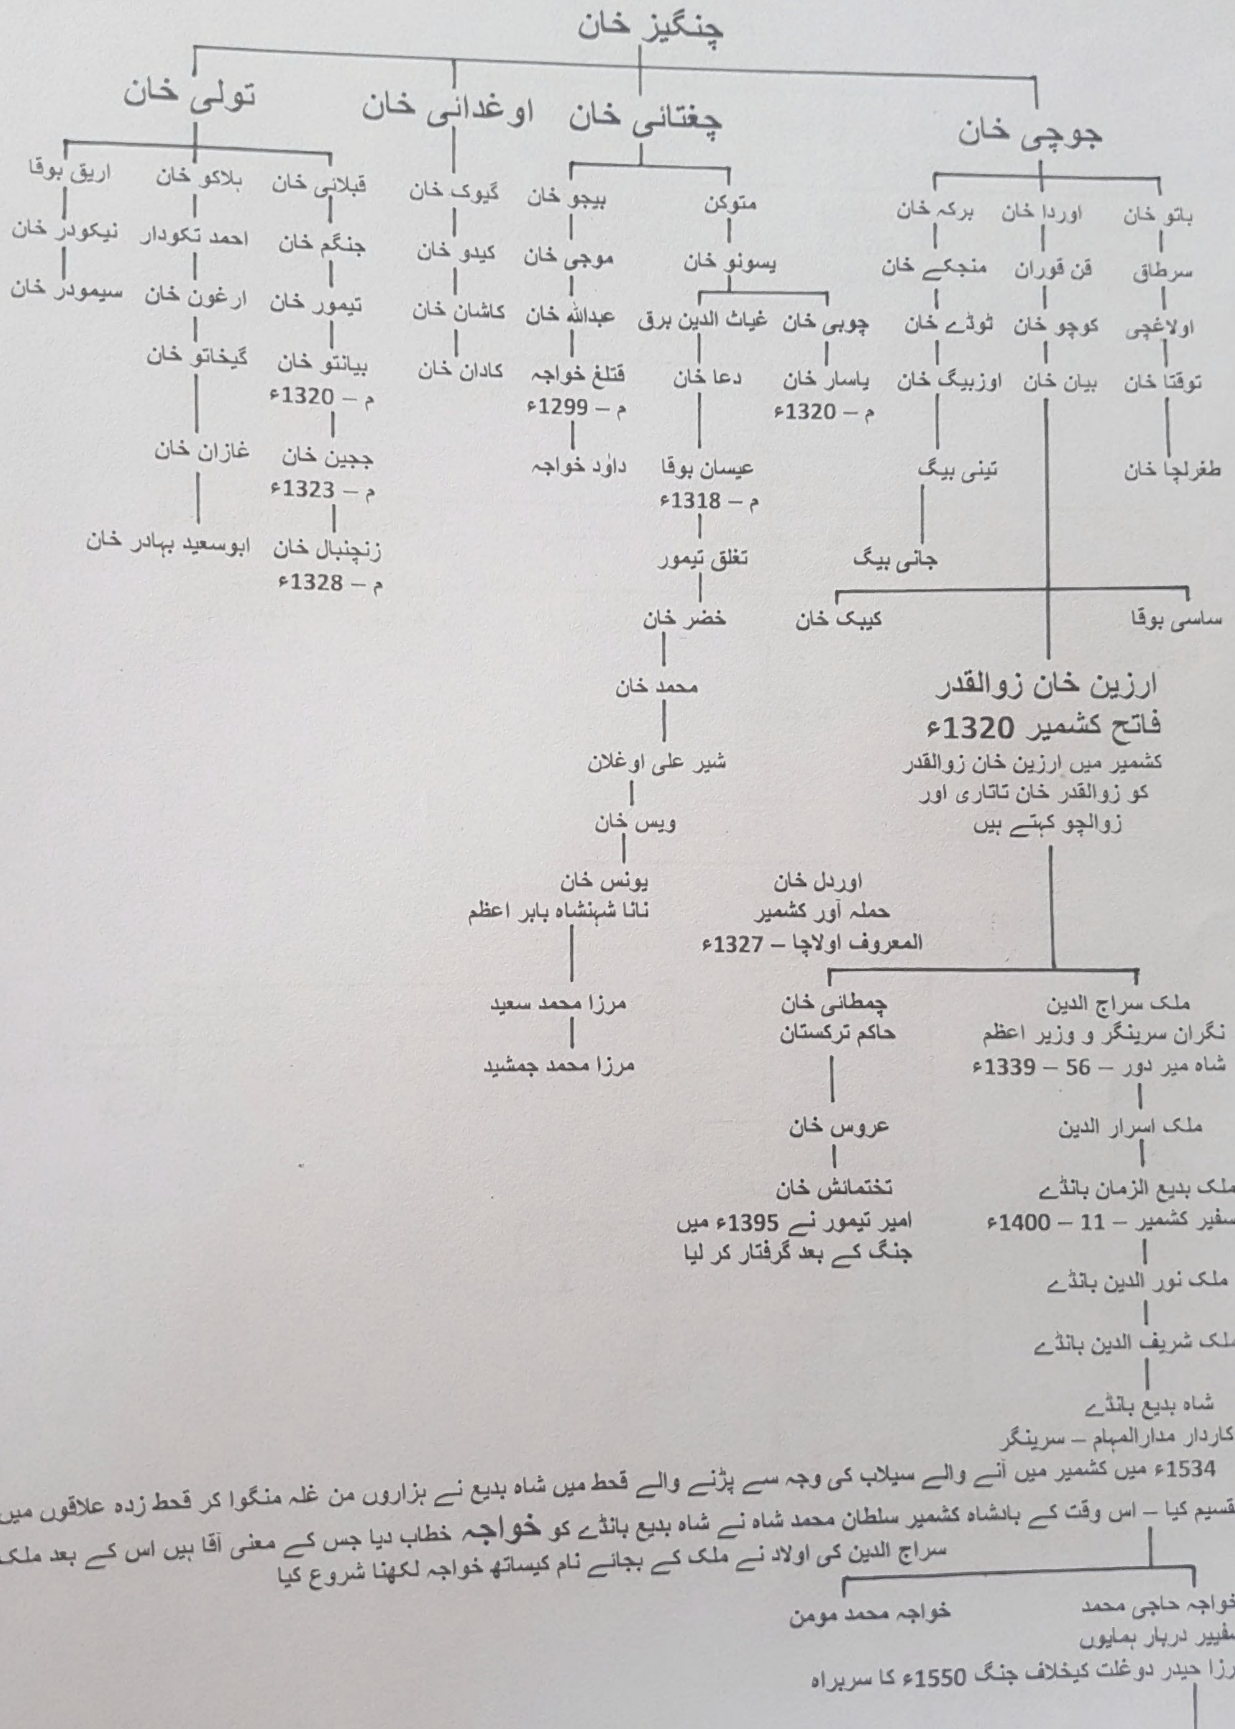 چنگیز خان
جوچی خان
چغتائی خان
اوغدائی خان
تولی خان
باتو خان
اوردا خان
برکہ خان
متوکن
بیجو خان
گیوک خان
قبلائی خان
ہلاکو خان
اریق بوقا
سرطاق
قن قوران
منجکے خان
یسونو خان
موجی خان
کیدو خان
جنگم خان
احمد تکودار
نیکودر خان
اولاغچی
کوچو خان
ٹوڈے خان
چوبی خان
غیاث الدین برق
عبداللہ خان
کاشان خان
تیمور خان
ارغون خان
سیمودر خان
توقتا خان
بیان خان
اوزبیگ خان
یاسار خان
م – 1320ء
دعا خان
قتلغ خواجہ
م – 1299ء
کادان خان
بیانتو خان
م – 1320ء
گیخاتو خان
طغرلچا خان
تینی بیگ
عیسان بوقا
م – 1318ء
داؤد خواجہ
ججین خان
م – 1323ء
غازان خان
جانی بیگ
تغلق تیمور
زنچنبال خان
م – 1328ء
ابوسعید بہادر خان
ساسی بوقا
کیبک خان
خضر خان
ارزین خان زوالقدر
فاتح کشمیر 1320ء
کشمیر میں ارزین خان زوالقدر
کو زوالقدر خان تاتاری اور
زوالچو کہتے ہیں
محمد خان
شیر علی اوغلان
ویس خان
یونس خان
نانا شہنشاہ بابر اعظم
اوردل خان
حملہ آور کشمیر
المعروف اولاچا – 1327ء
مرزا محمد سعید
مرزا محمد جمشید
ملک سراج الدین
نگران سرینگر و وزیر اعظم
شاہ میر دور – 56 – 1339ء
چمطائی خان
حاکم ترکستان
ملک اسرار الدین
عروس خان
ملک بدیع الزمان بانڈے
سفیر کشمیر – 11 – 1400ء
تختمائش خان
امیر تیمور نے 1395ء میں
جنگ کے بعد گرفتار کر لیا
ملک نور الدین بانڈے
ملک شریف الدین بانڈے
شاہ بدیع بانڈے
کاردار مدارالمہام – سرینگر
1534ء میں کشمیر میں آنے والے سیلاب کی وجہ سے پڑنے والے قحط میں شاہ بدیع نے ہزاروں من غلہ منگوا کر قحط زدہ علاقوں میں
قسیم کیا – اس وقت کے بادشاہ کشمیر سلطان محمد شاہ نے شاہ بدیع بانڈے کو خواجہ خطاب دیا جس کے معنی آقا ہیں اس کے بعد ملک
سراج الدین کی اولاد نے ملک کے بجائے نام کیساتھ خواجہ لکھنا شروع کیا
خواجہ حاجی محمد
سفییر دربار ہمایوں
رزا حیدر دوغلت کیخلاف جنگ 1550ء کا سربراہ
خواجہ محمد مومن